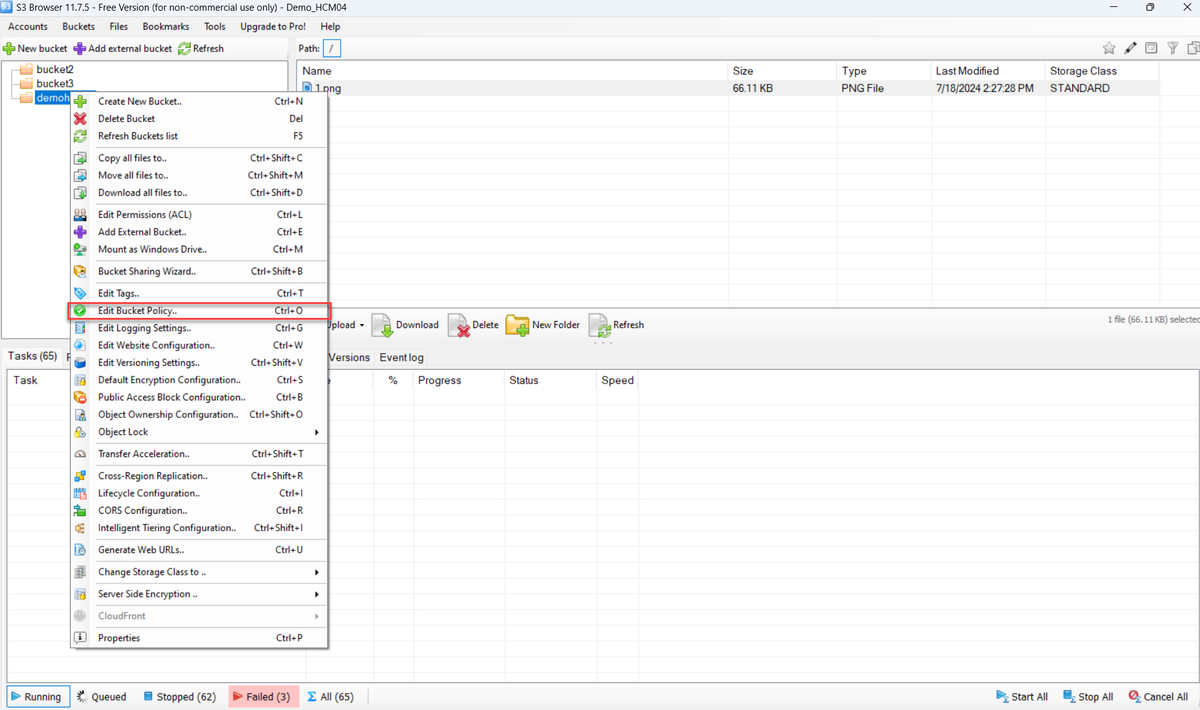 S3 Browser 11.7.5 - Free Version (for non-commercial use only) - Demo_HCM04
Accounts Buckets Files Bookmarks Tools Upgrade to Pro! Help
New bucket Add external bucket Refresh
Path: /
bucket2
bucket3
demoh
Name Size Type Last Modified Storage Class
1.png 66.11 KB PNG File 7/18/2024 2:27:28 PM STANDARD
Create New Bucket.. Ctrl+N
Delete Bucket Del
Refresh Buckets list F5
Copy all files to.. Ctrl+Shift+C
Move all files to.. Ctrl+Shift+M
Download all files to.. Ctrl+Shift+D
Edit Permissions (ACL) Ctrl+L
Add External Bucket.. Ctrl+E
Mount as Windows Drive.. Ctrl+M
Bucket Sharing Wizard.. Ctrl+Shift+B
Edit Tags.. Ctrl+T
Edit Bucket Policy.. Ctrl+O
Edit Logging Settings.. Ctrl+G
Edit Website Configuration.. Ctrl+W
Edit Versioning Settings.. Ctrl+Shift+V
Default Encryption Configuration.. Ctrl+S
Public Access Block Configuration.. Ctrl+B
Object Ownership Configuration.. Ctrl+Shift+O
Object Lock
Transfer Acceleration.. Ctrl+Shift+T
Cross-Region Replication.. Ctrl+Shift+R
Lifecycle Configuration.. Ctrl+I
CORS Configuration.. Ctrl+R
Intelligent Tiering Configuration.. Ctrl+Shift+I
Generate Web URLs.. Ctrl+U
Change Storage Class to ..
Server Side Encryption ..
CloudFront
Properties Ctrl+P
pload Download Delete New Folder Refresh
1 file (66.11 KB) selected
Tasks (65) Versions Event log
Task % Progress Status Speed
Running Queued Stopped (62) Failed (3) All (65) Start All Stop All Cancel All